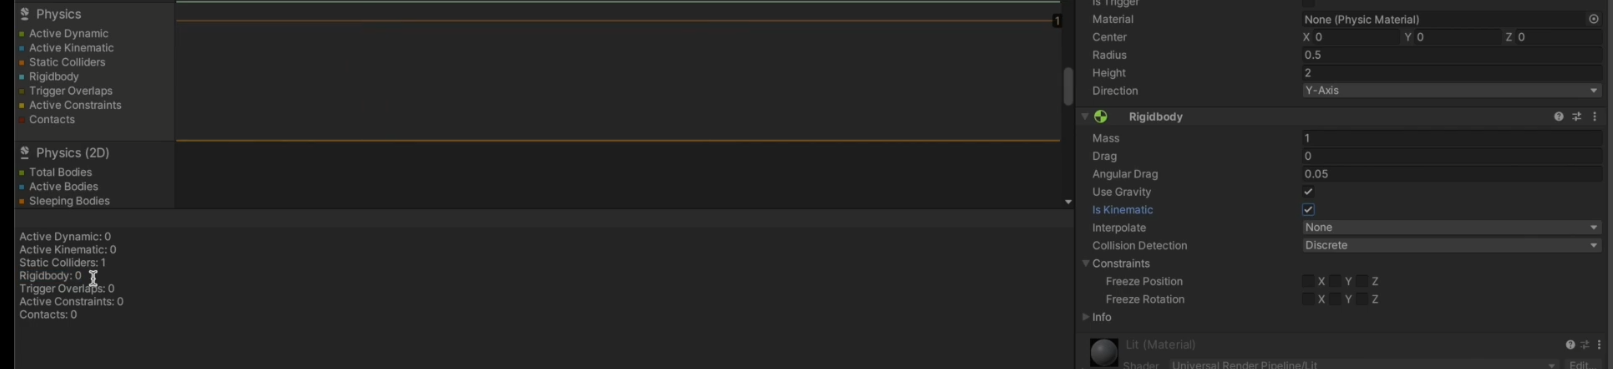 Physics
Active Dynamic
Active Kinematic
Static Colliders
Rigidbody
Trigger Overlaps
Active Constraints
Contacts
1
Physics (2D)
Total Bodies
Active Bodies
Sleeping Bodies
Active Dynamic: 0
Active Kinematic: 0
Static Colliders: 1
Rigidbody: 0
Trigger Overlaps: 0
Active Constraints: 0
Contacts: 0
Is Trigger
Material None (Physic Material)
Center X 0 Y 0 Z 0
Radius 0.5
Height 2
Direction Y-Axis
Rigidbody
Mass 1
Drag 0
Angular Drag 0.05
Use Gravity
Is Kinematic
Interpolate None
Collision Detection Discrete
Constraints
Freeze Position X Y Z
Freeze Rotation X Y Z
Info
Lit (Material)
Shader Universal Render Pipeline/Lit Edit...